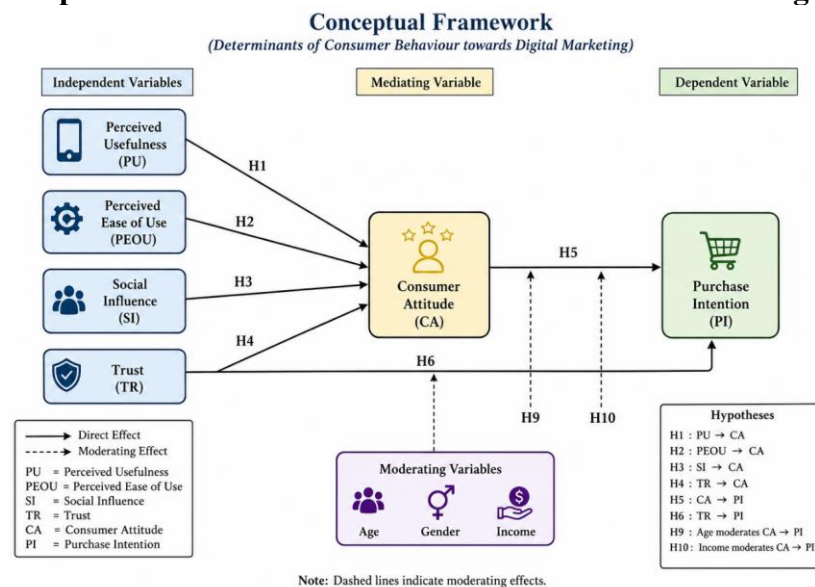 Conceptual Framework
(Determinants of Consumer Behaviour towards Digital Marketing)
Independent Variables
Mediating Variable
Dependent Variable
Perceived
Usefulness
(PU)
H1
Perceived
Ease of Use
(PEOU)
H2
Social
Influence
(SI)
H3
Trust
(TR)
H4
Consumer
Attitude
(CA)
H5
Purchase
Intention
(PI)
H6
H9
H10
Direct Effect
Moderating Effect
PU = Perceived Usefulness
PEOU = Perceived Ease of Use
SI = Social Influence
TR = Trust
CA = Consumer Attitude
PI = Purchase Intention
Moderating Variables
Age
Gender
Income
Hypotheses
H1 : PU → CA
H2 : PEOU → CA
H3 : SI → CA
H4 : TR → CA
H5 : CA → PI
H6 : TR → PI
H9 : Age moderates CA → PI
H10 : Income moderates CA → PI
Note: Dashed lines indicate moderating effects.